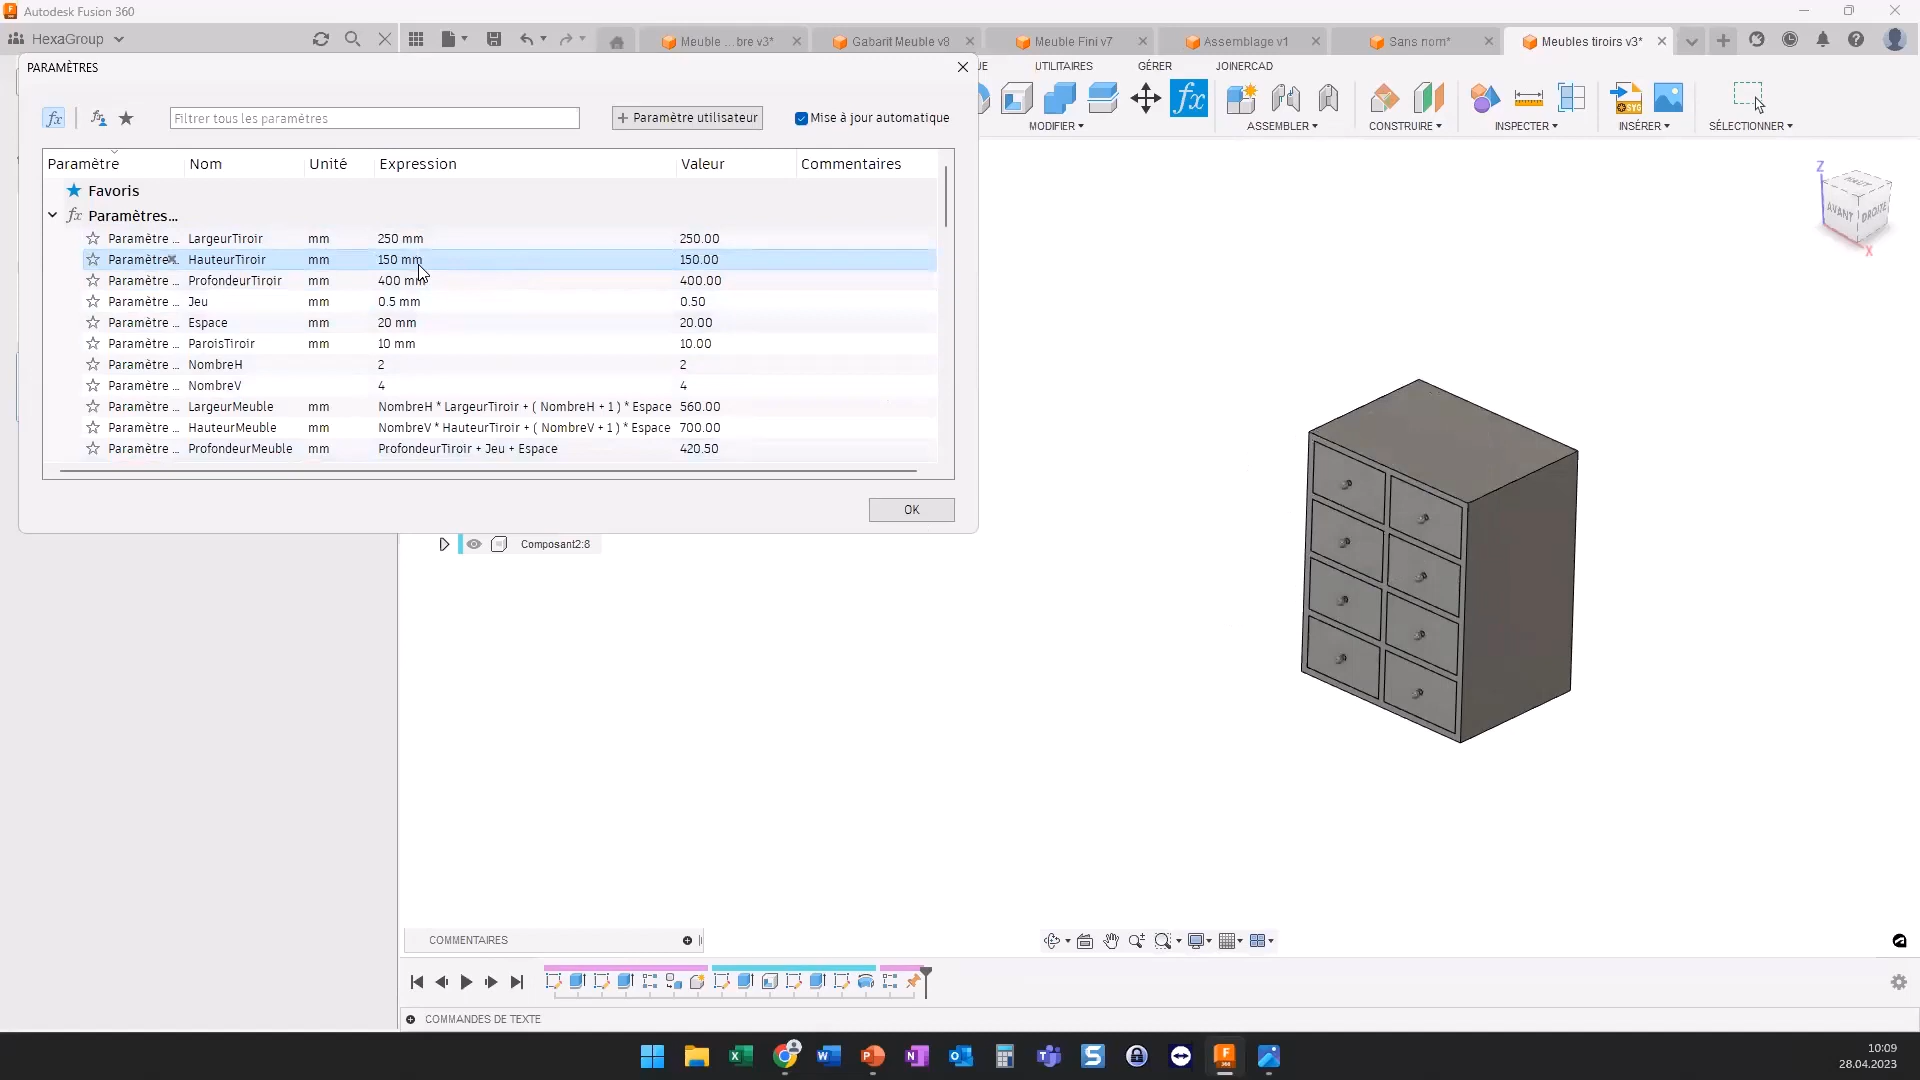 Autodesk Fusion 360
HexaGroup
Meuble ...bre v3*
Gabarit Meuble v8
Meuble Fini v7
Assemblage v1
Sans nom*
Meubles tiroirs v3*
PARAMÈTRES
UTILITAIRES
GÉRER
JOINERCAD
Filtrer tous les paramètres
Paramètre utilisateur
Mise à jour automatique
MODIFIER
ASSEMBLER
CONSTRUIRE
INSPECTER
INSÉRER
SÉLECTIONNER
Paramètre Nom Unité Expression Valeur Commentaires
Favoris
fx Paramètres...
Paramètre ... LargeurTiroir mm 250 mm 250.00
Paramètre... HauteurTiroir mm 150 mm 150.00
Paramètre ... ProfondeurTiroir mm 400 mm 400.00
Paramètre ... Jeu mm 0.5 mm 0.50
Paramètre ... Espace mm 20 mm 20.00
Paramètre ... ParoisTiroir mm 10 mm 10.00
Paramètre ... NombreH 2 2
Paramètre ... NombreV 4 4
Paramètre ... LargeurMeuble mm NombreH * LargeurTiroir + ( NombreH + 1 ) * Espace 560.00
Paramètre ... HauteurMeuble mm NombreV * HauteurTiroir + ( NombreV + 1 ) * Espace 700.00
Paramètre ... ProfondeurMeuble mm ProfondeurTiroir + Jeu + Espace 420.50
OK
Composant2:8
Z
HAUT
AVANT
DROITE
X
COMMENTAIRES
COMMANDES DE TEXTE
10:09
28.04.2023